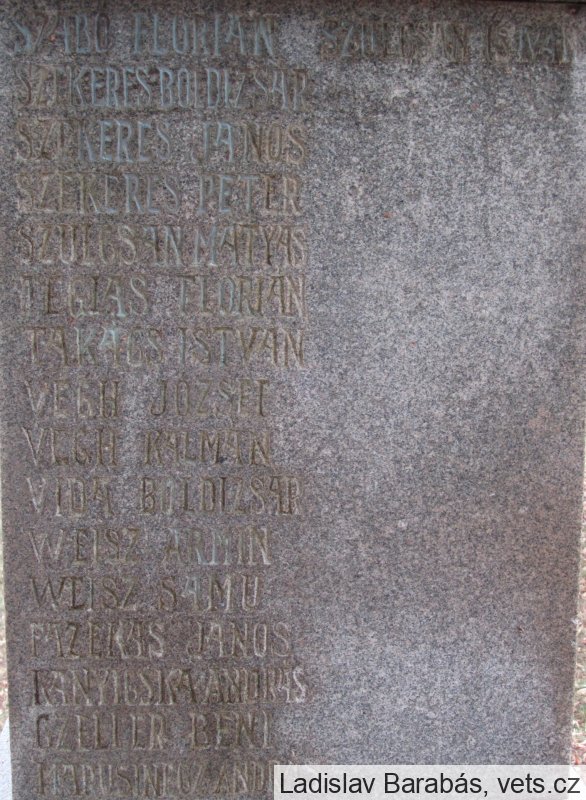 SZABÓ FLORIÁN SZULCSÁN ISTVÁN
SZEKERES BOLDIZSÁR
SZEKERES JÁNOS
SZEKERES PÉTER
SZULCSÁN MÁTYÁS
TEGLÁS FLORIÁN
TAKÁCS ISTVÁN
VÉGH JÓZSEF
VÉGH KÁLMÁN
VIDA BOLDIZSÁR
WEISZ ÁRMIN
WEISZ SAMU
FAZEKAS JÁNOS
KANYICSKA ANDRÁS
CZELLER BENŐ
Ladislav Barabás, vets.cz